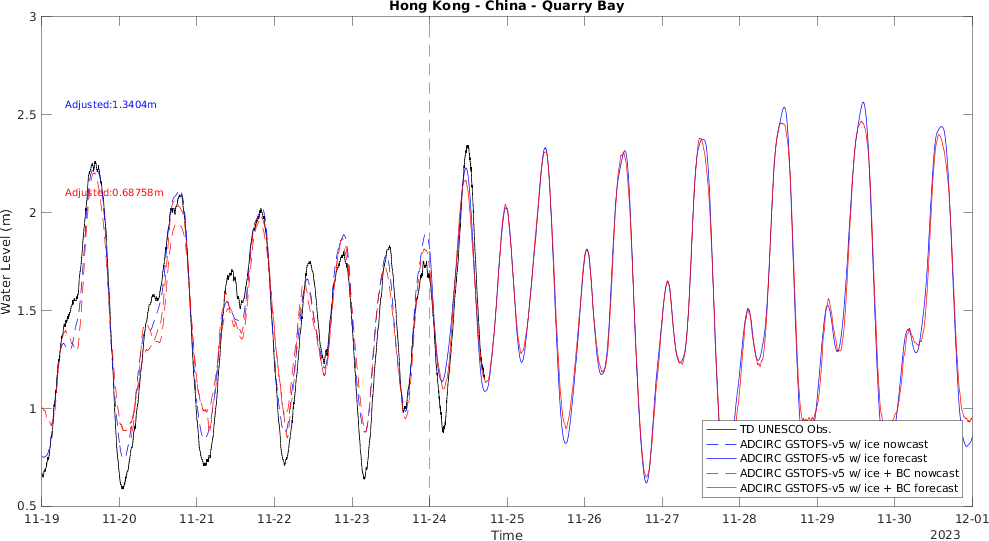 Hong Kong - China - Quarry Bay
3
2.5
2
1.5
1
0.5
Water Level (m)
Adjusted:1.3404m
Adjusted:0.68758m
TD UNESCO Obs.
ADCIRC GSTOFS-v5 w/ ice nowcast
ADCIRC GSTOFS-v5 w/ ice forecast
ADCIRC GSTOFS-v5 w/ ice + BC nowcast
ADCIRC GSTOFS-v5 w/ ice + BC forecast
11-19 11-20 11-21 11-22 11-23 11-24 11-25 11-26 11-27 11-28 11-29 11-30 12-01
Time
2023